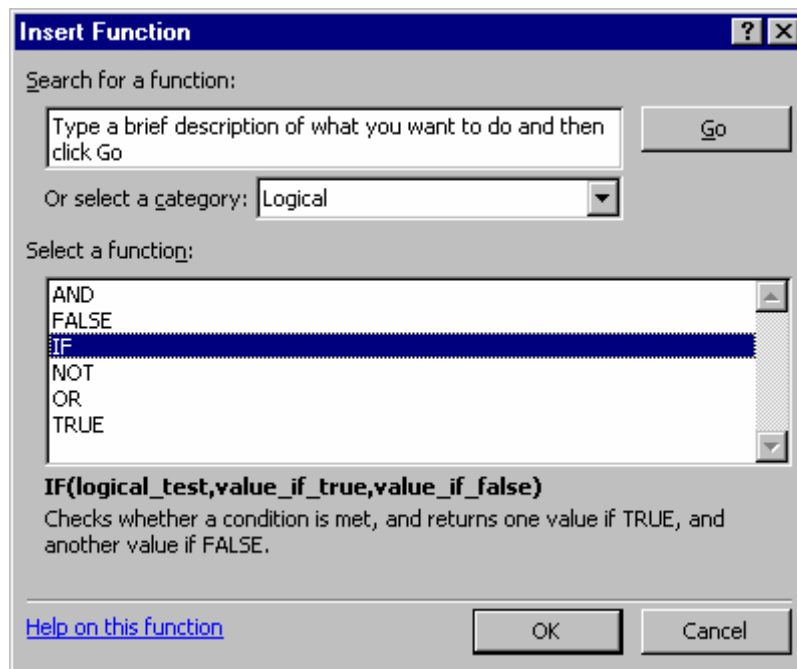 Insert Function
Search for a function:
Type a brief description of what you want to do and then
click Go
Go
Or select a category: Logical
Select a function:
AND
FALSE
IF
NOT
OR
TRUE
IF(logical_test,value_if_true,value_if_false)
Checks whether a condition is met, and returns one value if TRUE, and
another value if FALSE.
Help on this function
OK
Cancel